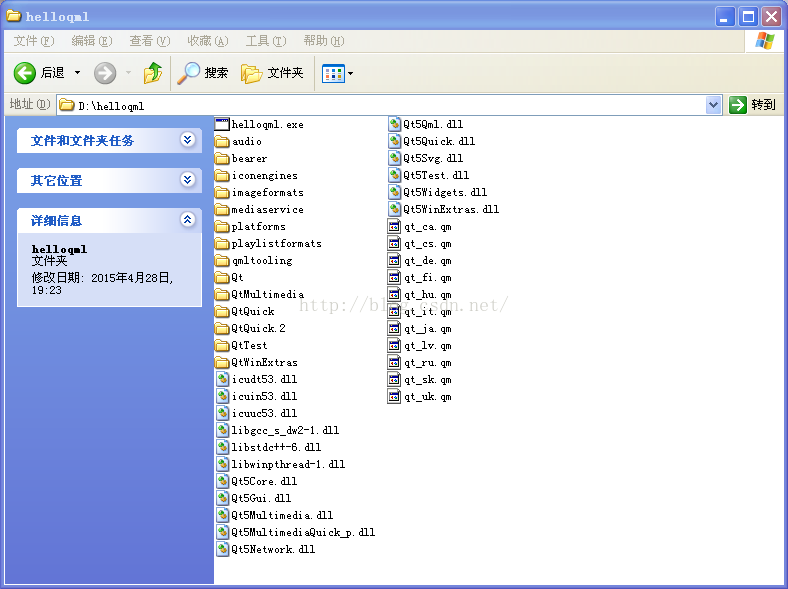 helloqml
文件(F) 编辑(E) 查看(V) 收藏(A) 工具(T) 帮助(H)
后退 搜索 文件夹
地址(D) D:\helloqml 转到
文件和文件夹任务
其它位置
详细信息
helloqml
文件夹
修改日期: 2015年4月28日,
19:23
helloqml.exe
audio
bearer
iconengines
imageformats
mediaservice
platforms
playlistformats
qmltooling
Qt
QtMultimedia
QtQuick
QtQuick.2
QtTest
QtWinExtras
icudt53.dll
icuin53.dll
icuuc53.dll
libgcc_s_dw2-1.dll
libstdc++-6.dll
libwinpthread-1.dll
Qt5Core.dll
Qt5Gui.dll
Qt5Multimedia.dll
Qt5MultimediaQuick_p.dll
Qt5Network.dll
Qt5Qml.dll
Qt5Quick.dll
Qt5Svg.dll
Qt5Test.dll
Qt5Widgets.dll
Qt5WinExtras.dll
qt_ca.qm
qt_cs.qm
qt_de.qm
qt_fi.qm
qt_hu.qm
qt_it.qm
qt_ja.qm
qt_lv.qm
qt_ru.qm
qt_sk.qm
qt_uk.qm
http://blog.csdn.net/